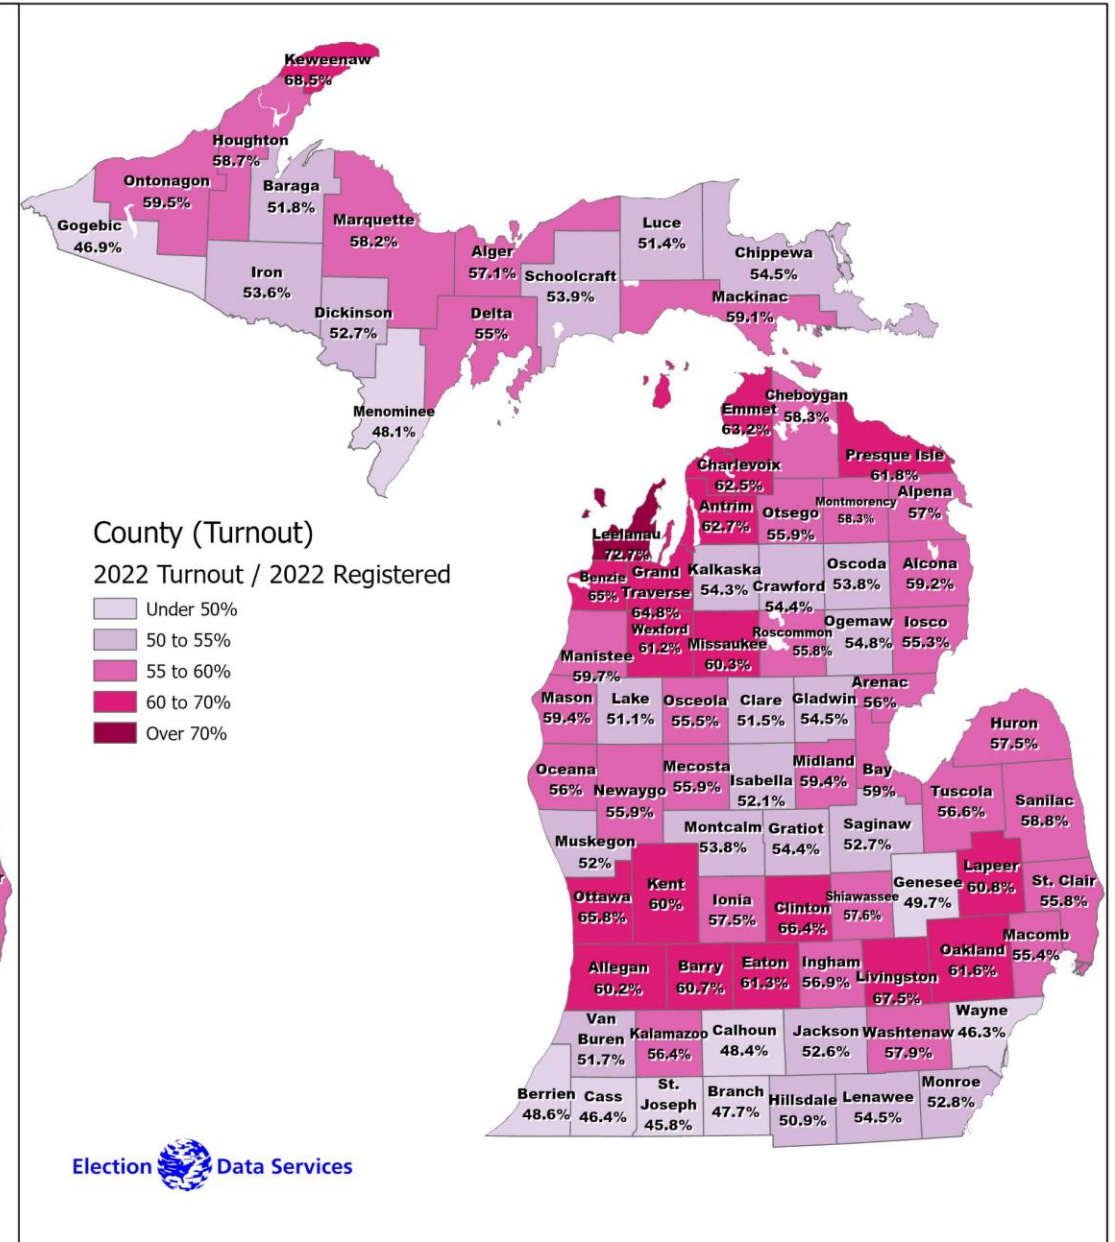 Keweenaw
68.5%
Houghton
58.7%
Ontonagon
59.5%
Baraga
51.8%
Gogebic
46.9%
Marquette
58.2%
Iron
53.6%
Dickinson
52.7%
Menominee
48.1%
Alger
57.1%
Delta
55%
Schoolcraft
53.9%
Luce
51.4%
Chippewa
54.5%
Mackinac
59.1%
Emmet
63.2%
Cheboygan
58.3%
Presque Isle
61.8%
Charlevoix
62.5%
Antrim
62.7%
Otsego
55.9%
Montmorency
58.3%
Alpena
57%
Leelanau
72.7%
Benzie
65%
Grand
Traverse
64.8%
Kalkaska
54.3%
Crawford
54.4%
Oscoda
53.8%
Alcona
59.2%
Manistee
59.7%
Wexford
61.2%
Missaukee
60.3%
Roscommon
55.8%
Ogemaw
54.8%
Iosco
55.3%
Mason
59.4%
Lake
51.1%
Osceola
55.5%
Clare
51.5%
Gladwin
54.5%
Arenac
56%
Oceana
56%
Newaygo
55.9%
Mecosta
55.9%
Isabella
52.1%
Midland
59.4%
Bay
59%
Huron
57.5%
Tuscola
56.6%
Sanilac
58.8%
Muskegon
52%
Montcalm
53.8%
Gratiot
54.4%
Saginaw
52.7%
Ottawa
65.8%
Kent
60%
Ionia
57.5%
Clinton
66.4%
Shiawassee
57.6%
Genesee
49.7%
Lapeer
60.8%
St. Clair
55.8%
Allegan
60.2%
Barry
60.7%
Eaton
61.3%
Ingham
56.9%
Livingston
67.5%
Oakland
61.6%
Macomb
55.4%
Van
Buren
51.7%
Kalamazoo
56.4%
Calhoun
48.4%
Jackson
52.6%
Washtenaw
57.9%
Wayne
46.3%
Berrien
48.6%
Cass
46.4%
St.
Joseph
45.8%
Branch
47.7%
Hillsdale
50.9%
Lenawee
54.5%
Monroe
52.8%
County (Turnout)
2022 Turnout / 2022 Registered
Under 50%
50 to 55%
55 to 60%
60 to 70%
Over 70%
Election Data Services